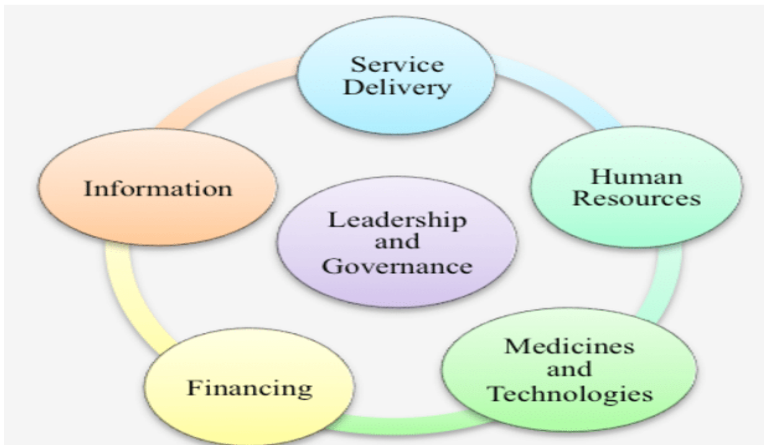 Service
Delivery
Human
Resources
Medicines
and
Technologies
Financing
Information
Leadership
and
Governance